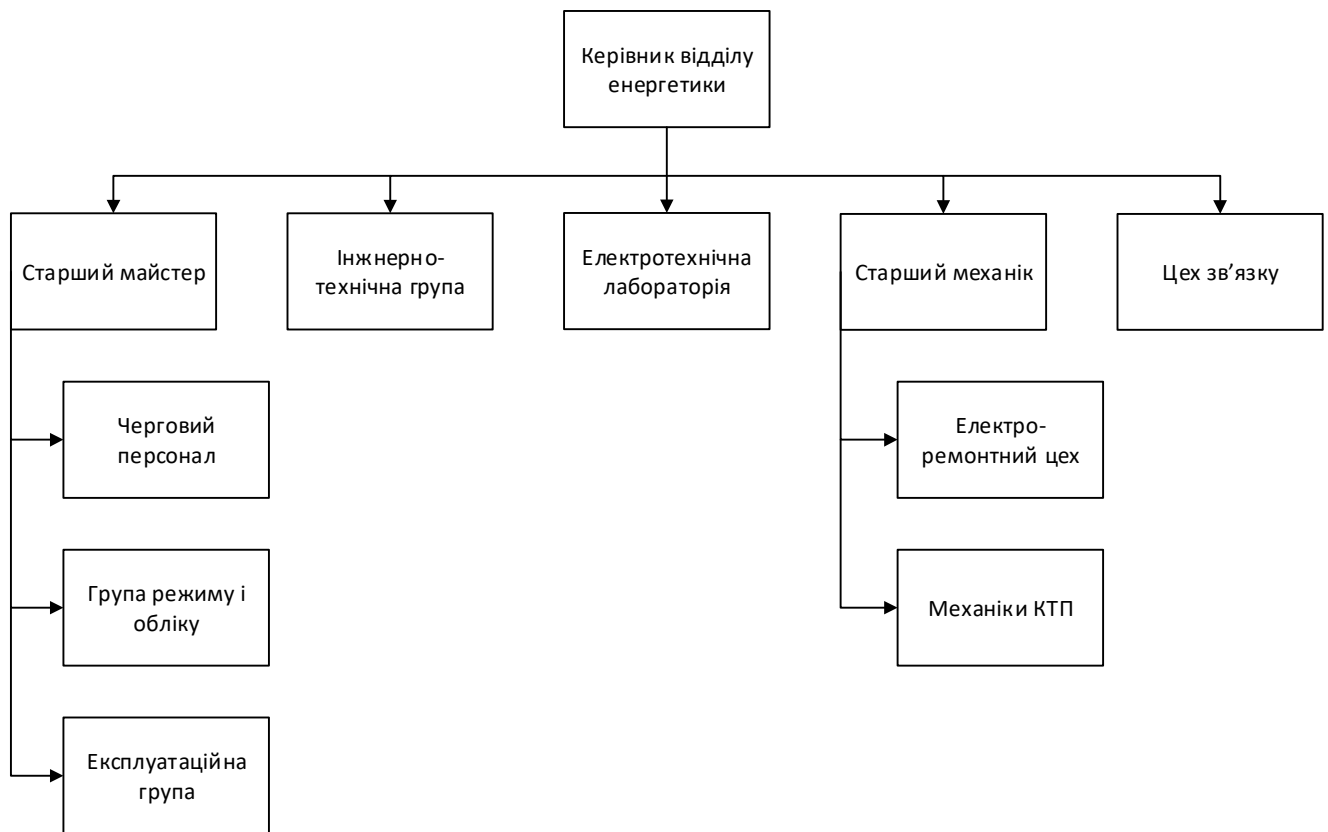 Керівник відділу
енергетики
Старший майстер
Інжнерно-
технічна група
Електротехнічна
лабораторія
Старший механік
Цех зв’язку
Черговий
персонал
Електро-
ремонтний цех
Група режиму і
обліку
Механіки КТП
Експлуатаційна
група